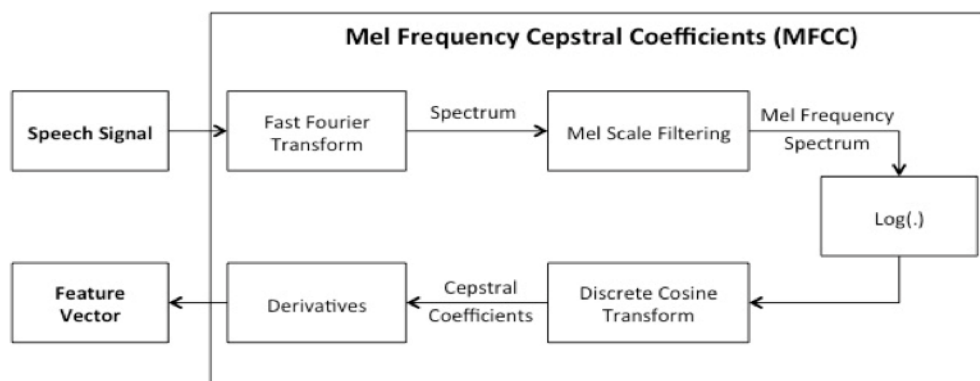 Mel Frequency Cepstral Coefficients (MFCC)
Speech Signal
Fast Fourier
Transform
Spectrum
Mel Scale Filtering
Mel Frequency
Spectrum
Log(.)
Discrete Cosine
Transform
Cepstral
Coefficients
Derivatives
Feature
Vector